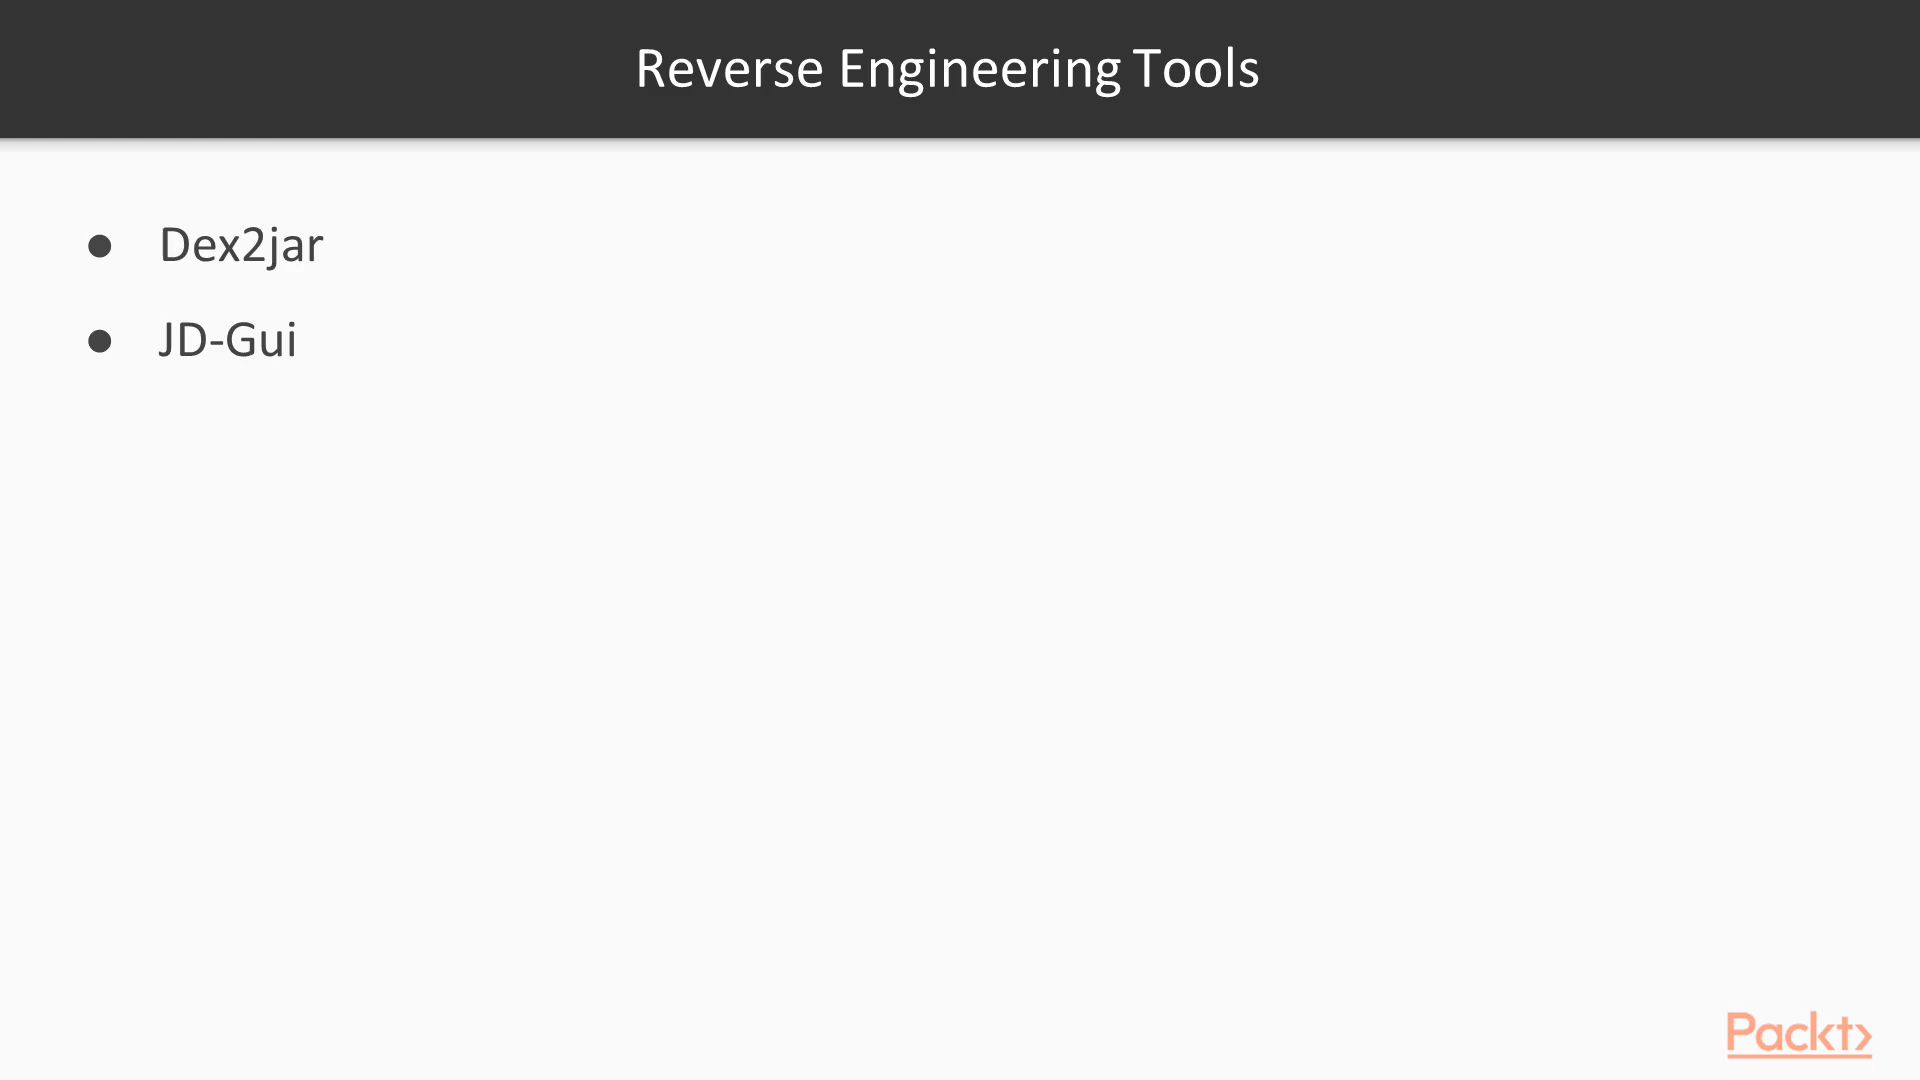 Reverse Engineering Tools
● Dex2jar
● JD-Gui
Packt>